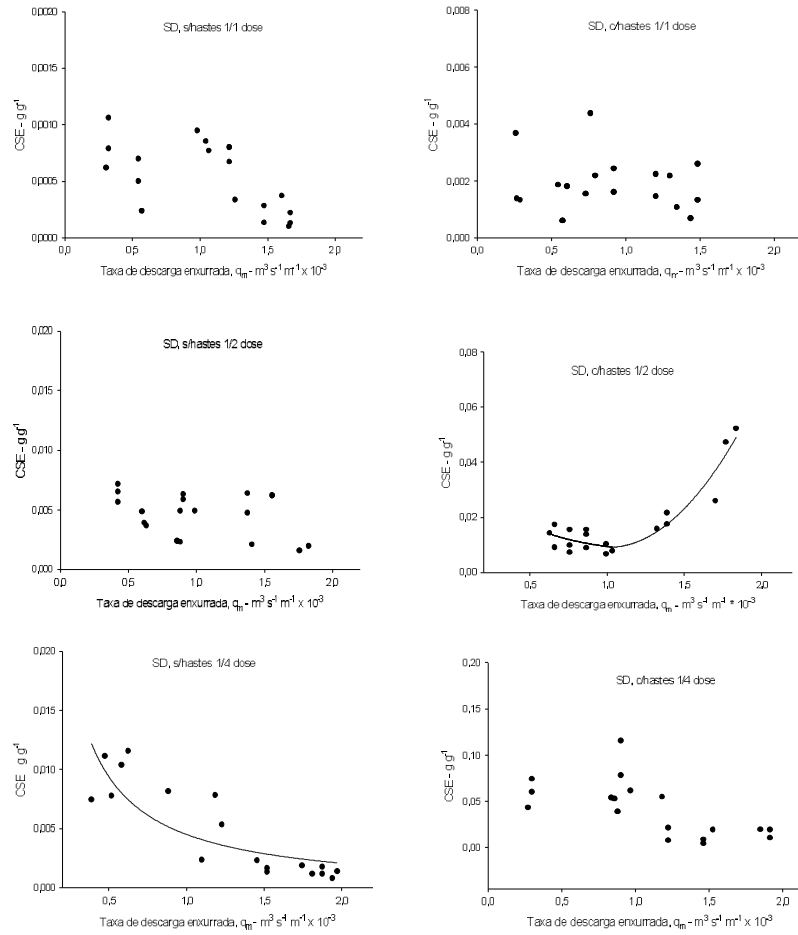 SD, s/hastes 1/1 dose
0,0020
0,0015
0,0010
0,0005
0,0000
CSE - g g⁻¹
0,0 0,5 1,0 1,5 2,0
Taxa de descarga enxurrada, qₘ - m³ s⁻¹ m⁻¹ x 10⁻³
SD, c/hastes 1/1 dose
0,008
0,006
0,004
0,002
0,000
CSE - g g⁻¹
0,0 0,5 1,0 1,5 2,0
Taxa de descarga enxurrada, qₘ - m³ s⁻¹ m⁻¹ x 10⁻³
SD, s/hastes 1/2 dose
0,020
0,015
0,010
0,005
0,000
CSE - g g⁻¹
0,0 0,5 1,0 1,5 2,0
Taxa de descarga enxurrada, qₘ - m³ s⁻¹ m⁻¹ x 10⁻³
SD, c/hastes 1/2 dose
0,08
0,06
0,04
0,02
0,00
CSE - g g⁻¹
0,5 1,0 1,5 2,0
Taxa de descarga enxurrada, qₘ - m³ s⁻¹ m⁻¹ * 10⁻³
SD, s/hastes 1/4 dose
0,020
0,015
0,010
0,005
0,000
CSE - g g⁻¹
0,5 1,0 1,5 2,0
Taxa de descarga enxurrada, qₘ - m³ s⁻¹ m⁻¹ x 10⁻³
SD, c/hastes 1/4 dose
0,20
0,15
0,10
0,05
0,00
CSE - g g⁻¹
0,0 0,5 1,0 1,5 2,0
Taxa de descarga enxurrada, qₘ - m³ s⁻¹ m⁻¹ x 10⁻³